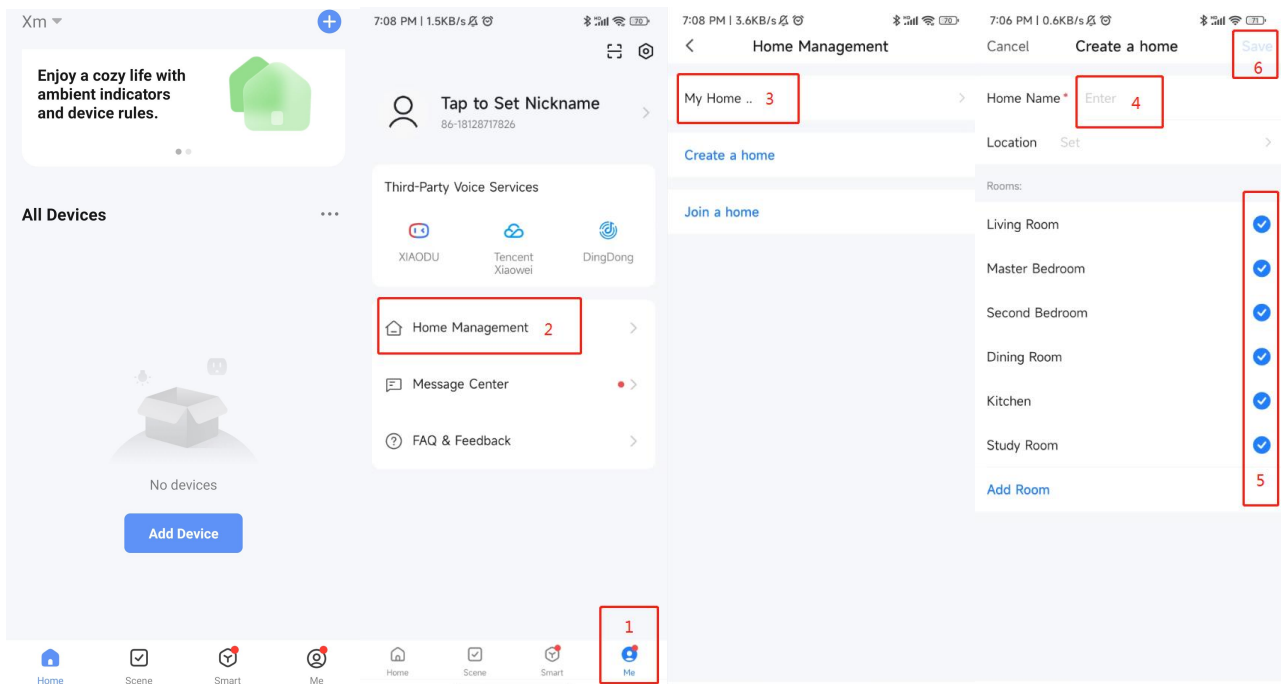 Xm
Enjoy a cozy life with
ambient indicators
and device rules.
All Devices
No devices
Add Device
Home
Scene
Smart
Me
7:08 PM | 1.5KB/s
70
Tap to Set Nickname
86-18128717826
Third-Party Voice Services
XIAODU
Tencent
Xiaowei
DingDong
Home Management 2
Message Center
FAQ & Feedback
1
Home
Scene
Smart
Me
7:08 PM | 3.6KB/s
70
Home Management
My Home .. 3
Create a home
Join a home
7:06 PM | 0.6KB/s
71
Cancel
Create a home
Save
6
Home Name* Enter 4
Location Set
Rooms:
Living Room
Master Bedroom
Second Bedroom
Dining Room
Kitchen
Study Room
Add Room
5